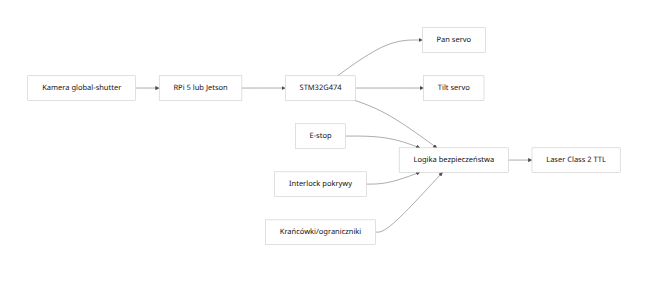 Pan servo
Kamera global-shutter
RPi 5 lub Jetson
STM32G474
Tilt servo
E-stop
Logika bezpieczeństwa
Laser Class 2 TTL
Interlock pokrywy
Krańcówki/ograniczniki